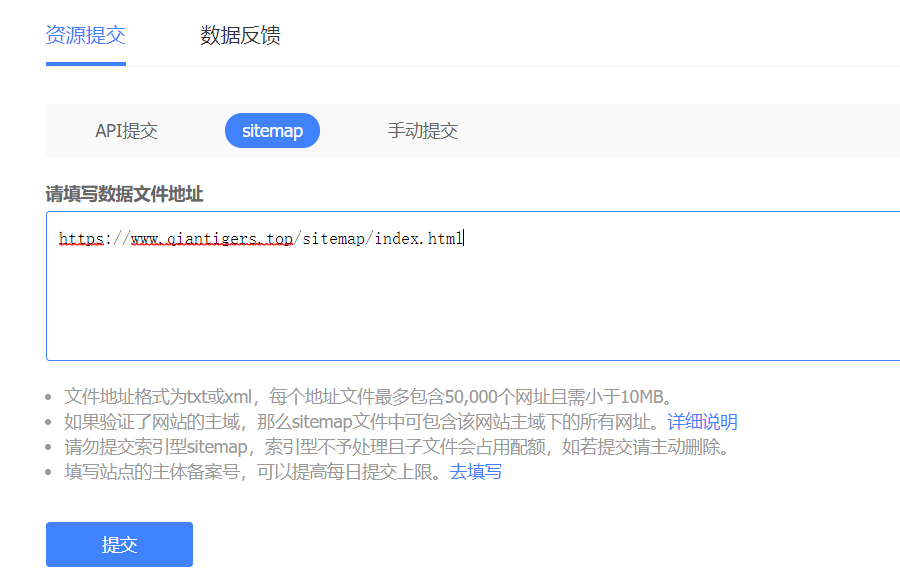 资源提交 数据反馈
API提交 sitemap 手动提交
请填写数据文件地址
https://www.qiantigers.top/sitemap/index.html
文件地址格式为txt或xml，每个地址文件最多包含50,000个网址且需小于10MB。
如果验证了网站的主域，那么sitemap文件中可包含该网站主域下的所有网址。详细说明
请勿提交索引型sitemap，索引型不予处理且子文件会占用配额，如若提交请主动删除。
填写站点的主体备案号，可以提高每日提交上限。去填写
提交